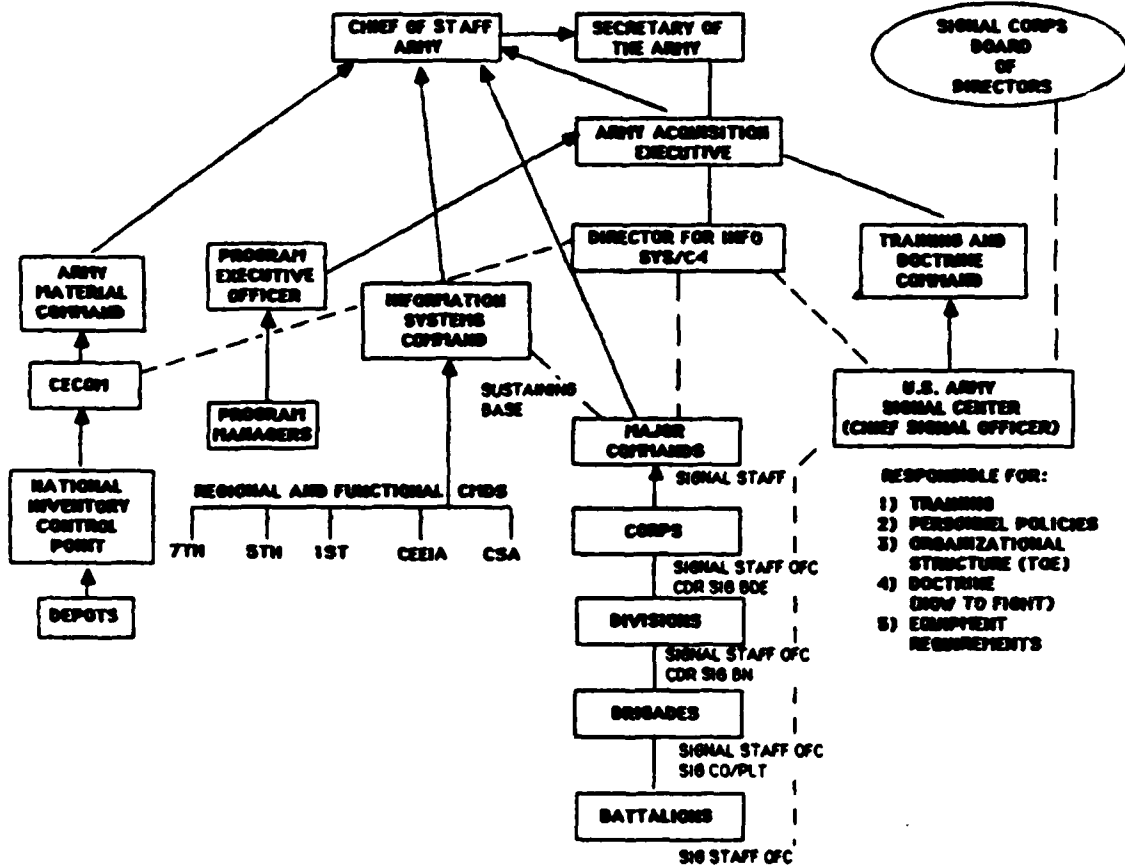 CHIEF OF STAFF
ARMY
SECRETARY OF
THE ARMY
SIGNAL CORPS
BOARD
OF
DIRECTORS
ARMY ACQUISITION
EXECUTIVE
DIRECTOR FOR INFO
SYS/C4
TRAINING AND
DOCTRINE
COMMAND
ARMY
MATERIAL
COMMAND
PROGRAM
EXECUTIVE
OFFICER
INFORMATION
SYSTEMS
COMMAND
CECOM
PROGRAM
MANAGERS
SUSTAINING
BASE
MAJOR
COMMANDS
SIGNAL STAFF
U.S. ARMY
SIGNAL CENTER
(CHIEF SIGNAL OFFICER)
NATIONAL
INVENTORY
CONTROL
POINT
DEPOTS
REGIONAL AND FUNCTIONAL CMDS
7TH 5TH 1ST CEEIA CSA
CORPS
SIGNAL STAFF OFC
CDR SIG BDE
DIVISIONS
SIGNAL STAFF OFC
CDR SIG BN
BRIGADES
SIGNAL STAFF OFC
SIG CO/PLT
BATTALIONS
SIG STAFF OFC
RESPONSIBLE FOR:
1) TRAINING
2) PERSONNEL POLICIES
3) ORGANIZATIONAL
STRUCTURE (TOE)
4) DOCTRINE
(HOW TO FIGHT)
5) EQUIPMENT
REQUIREMENTS